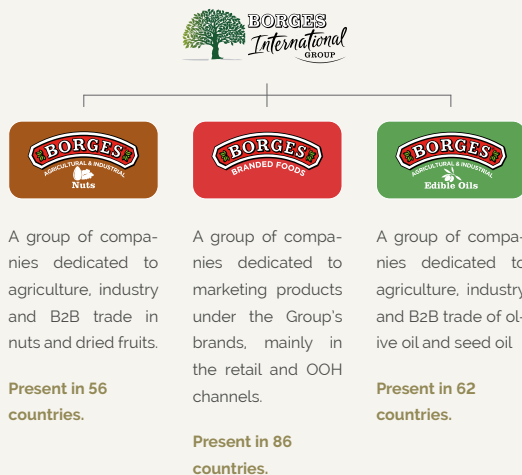 BORGES
International
GROUP
BORGES
AGRICULTURAL & INDUSTRIAL
Nuts
A group of compa-
nies dedicated to
agriculture, industry
and B2B trade in
nuts and dried fruits.
Present in 56
countries.
BORGES
BRANDED FOODS
A group of compa-
nies dedicated to
marketing products
under the Group's
brands, mainly in
the retail and OOH
channels.
Present in 86
countries.
BORGES
AGRICULTURAL & INDUSTRIAL
Edible Oils
A group of compa-
nies dedicated to
agriculture, industry
and B2B trade of ol-
ive oil and seed oil
Present in 62
countries.